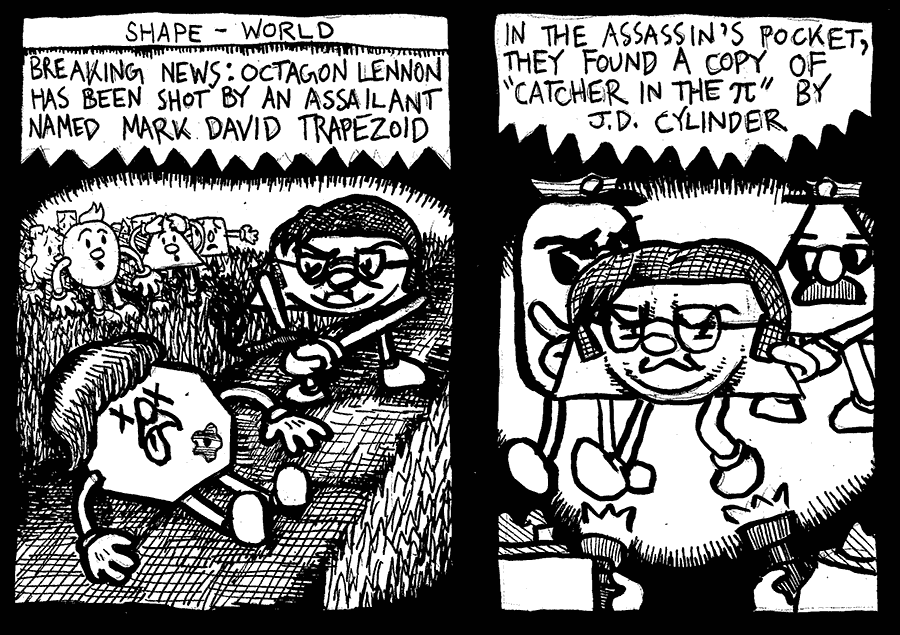 SHAPE - WORLD
BREAKING NEWS: OCTAGON LENNON
HAS BEEN SHOT BY AN ASSAILANT
NAMED MARK DAVID TRAPEZOID
IN THE ASSASSIN'S POCKET,
THEY FOUND A COPY OF
"CATCHER IN THE π" BY
J.D. CYLINDER